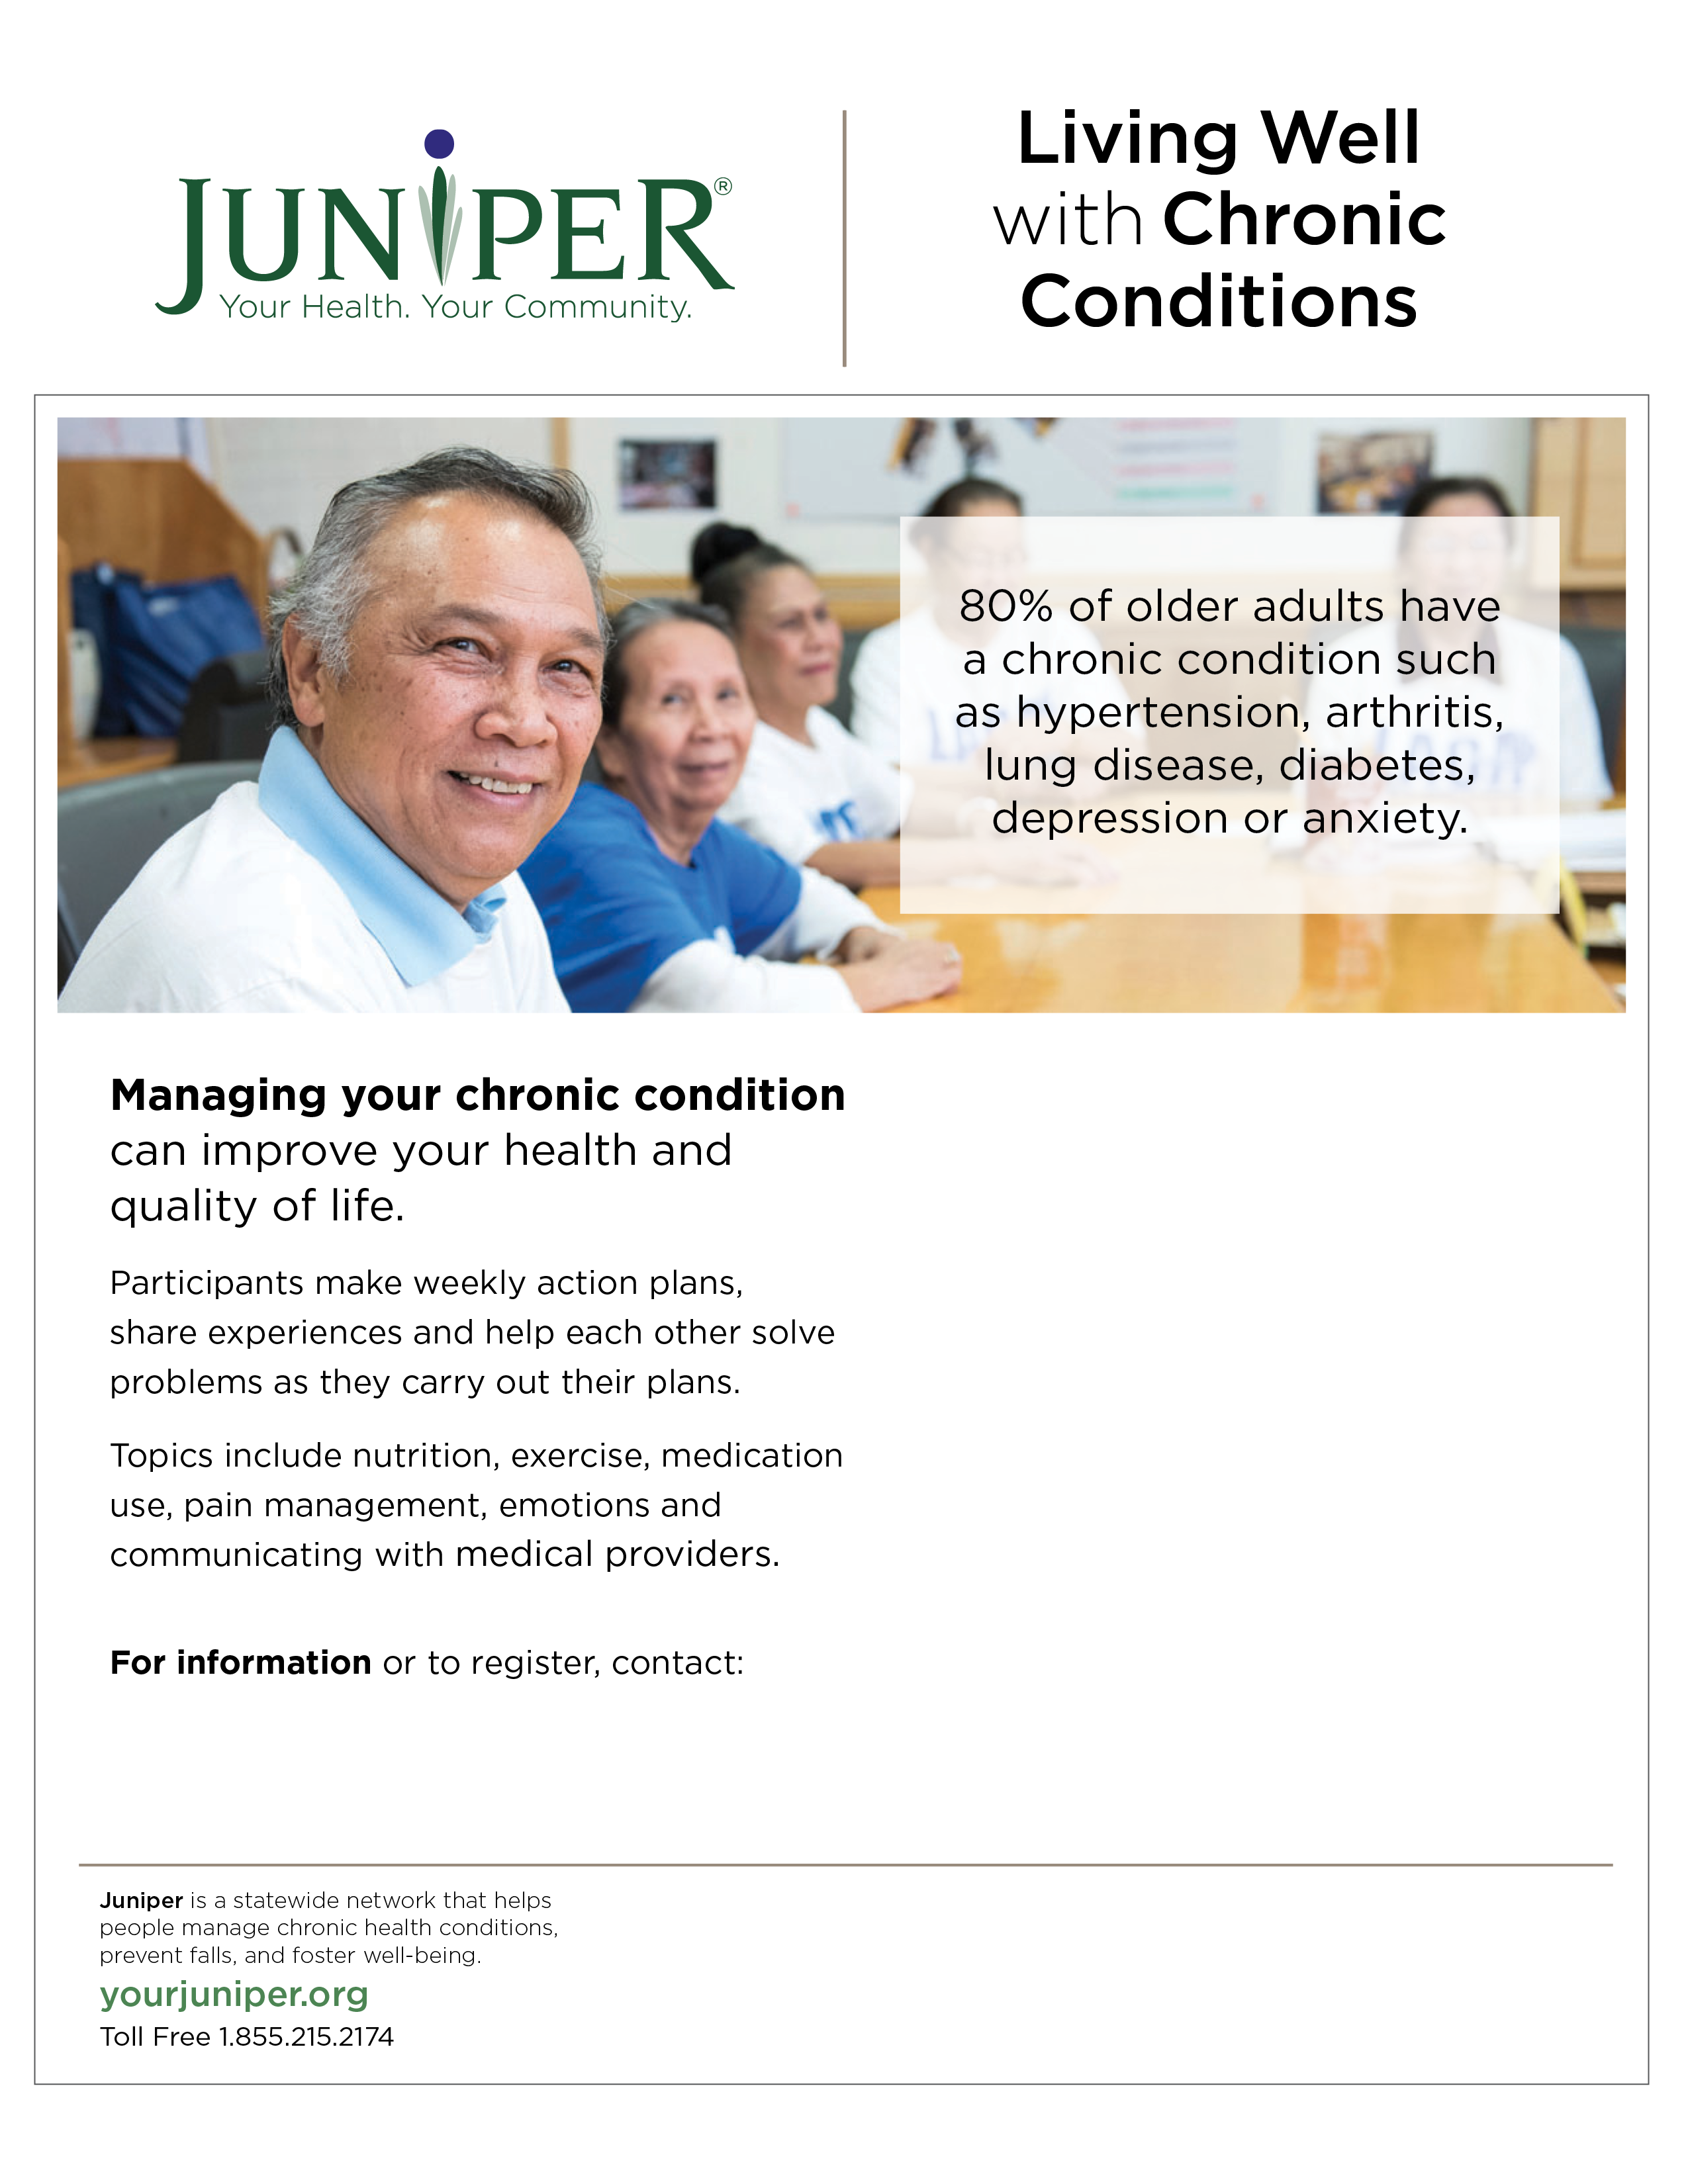 JUNIPER®
Your Health. Your Community.
Living Well
with Chronic
Conditions
80% of older adults have
a chronic condition such
as hypertension, arthritis,
lung disease, diabetes,
depression or anxiety.
Managing your chronic condition
can improve your health and
quality of life.
Participants make weekly action plans,
share experiences and help each other solve
problems as they carry out their plans.
Topics include nutrition, exercise, medication
use, pain management, emotions and
communicating with medical providers.
For information or to register, contact:
Juniper is a statewide network that helps
people manage chronic health conditions,
prevent falls, and foster well-being.
yourjuniper.org
Toll Free 1.855.215.2174